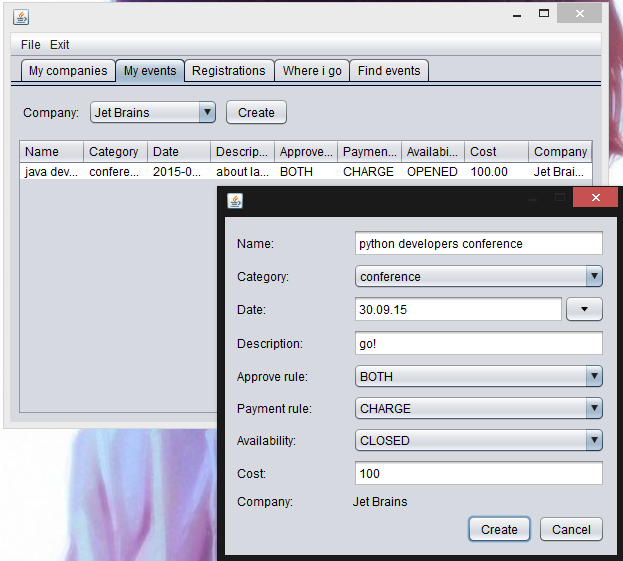 File Exit
My companies My events Registrations Where i go Find events
Company: Jet Brains Create
Name Category Date Descrip... Approve... Paymen... Availabi... Cost Company
java dev... confere... 2015-0... about la... BOTH CHARGE OPENED 100.00 Jet Brai...
Name: python developers conference
Category: conference
Date: 30.09.15
Description: go!
Approve rule: BOTH
Payment rule: CHARGE
Availability: CLOSED
Cost: 100
Company: Jet Brains
Create Cancel